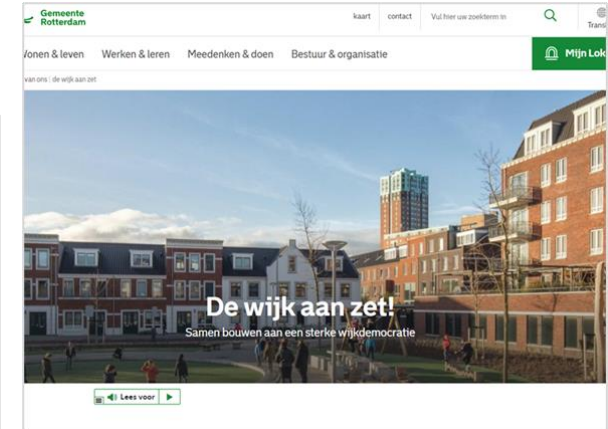 Gemeente
Rotterdam
kaart
contact
Vul hier uw zoekterm in
Wonen & leven
Werken & leren
Meedenken & doen
Bestuur & organisatie
Mijn
van ons | de wijk aan zet
De wijk aan zet!
Samen bouwen aan een sterke wijkdemocratie
Lees voor